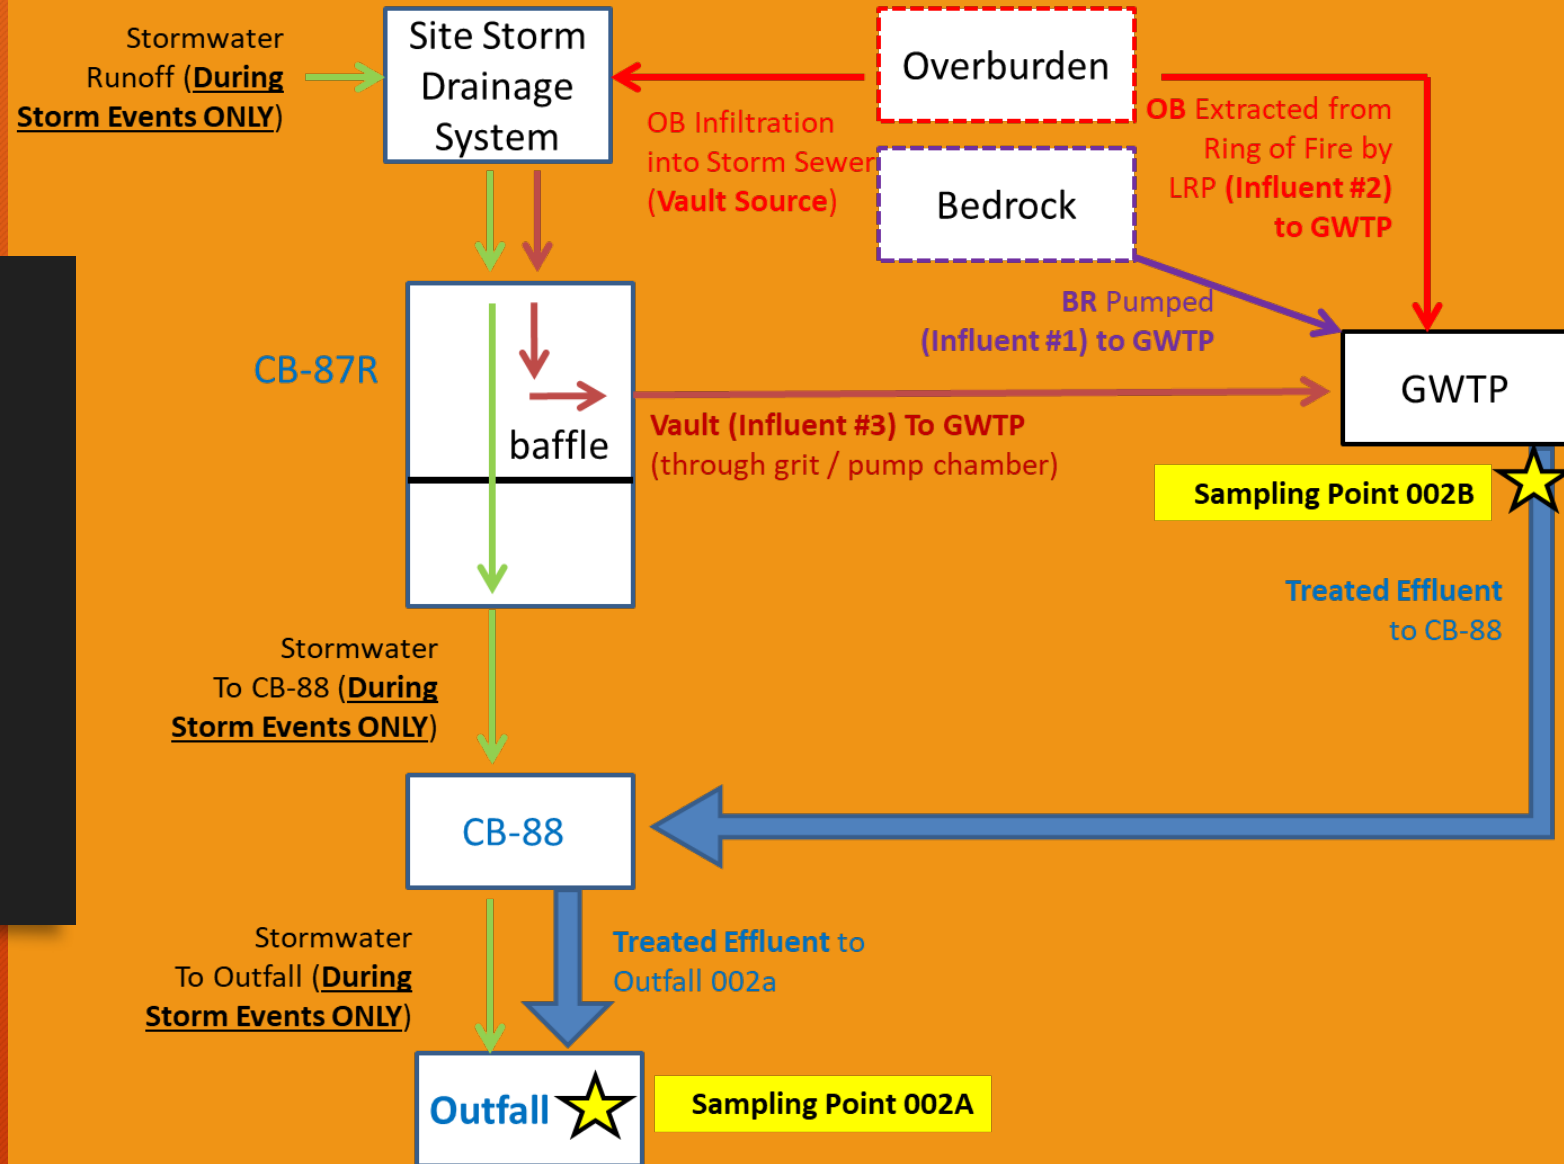 Stormwater
Runoff (During
Storm Events ONLY)
Site Storm
Drainage
System
Overburden
OB Infiltration
into Storm Sewer
(Vault Source)
OB Extracted from
Ring of Fire by
LRP (Influent #2)
to GWTP
Bedrock
BR Pumped
(Influent #1) to GWTP
CB-87R
baffle
GWTP
Vault (Influent #3) To GWTP
(through grit / pump chamber)
Sampling Point 002B
Treated Effluent
to CB-88
Stormwater
To CB-88 (During
Storm Events ONLY)
CB-88
Stormwater
To Outfall (During
Storm Events ONLY)
Treated Effluent to
Outfall 002a
Outfall
Sampling Point 002A